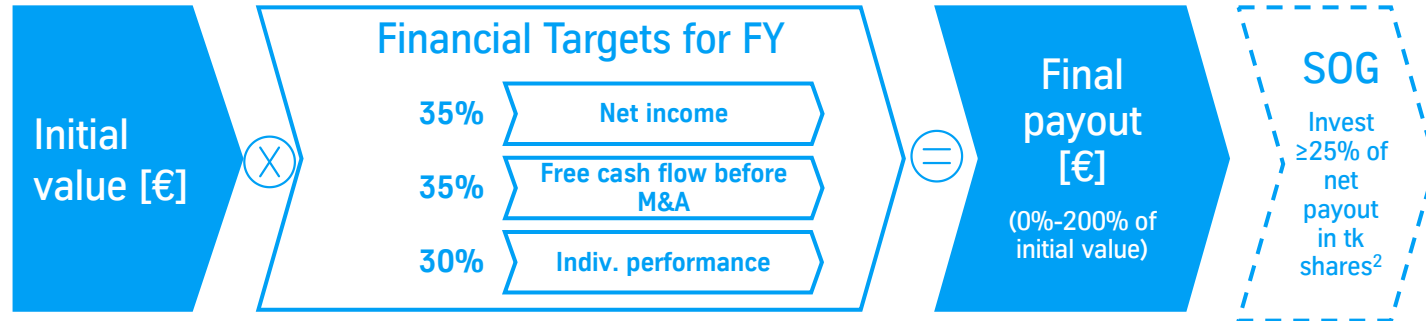 Initial
value [€]
Financial Targets for FY
35%
Net income
35%
Free cash flow before
M&A
30%
Indiv. performance
Final
payout
[€]
(0%-200% of
initial value)
SOG
Invest
≥25% of
net
payout
in tk
shares²